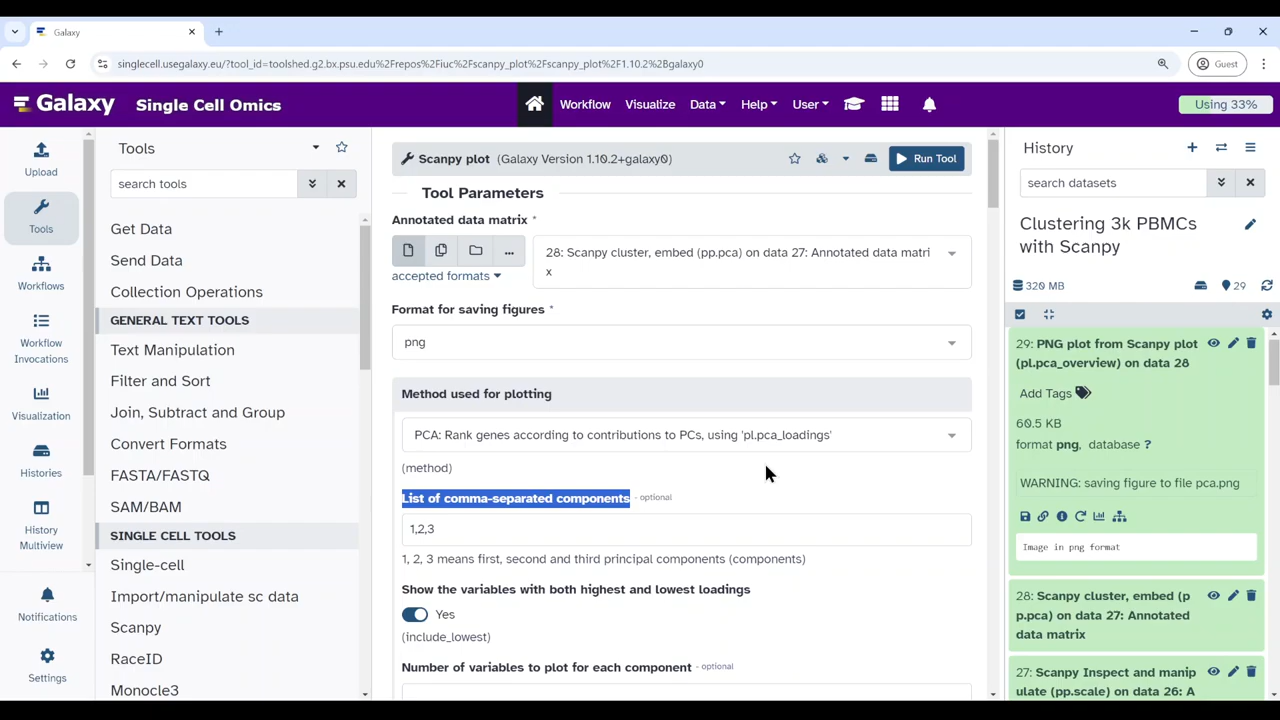 Galaxy
singlecell.usegalaxy.eu/?tool_id=toolshed.g2.bx.psu.edu%2Frepos%2Fiuc%2Fscanpy_plot%2Fscanpy_plot%2F1.10.2%2Bgalaxy0
Guest
Galaxy Single Cell Omics
Workflow Visualize Data Help User
Using 33%
Upload
Tools
Workflows
Workflow
Invocations
Visualization
Histories
History
Multiview
Notifications
Settings
Tools
search tools
Get Data
Send Data
Collection Operations
GENERAL TEXT TOOLS
Text Manipulation
Filter and Sort
Join, Subtract and Group
Convert Formats
FASTA/FASTQ
SAM/BAM
SINGLE CELL TOOLS
Single-cell
Import/manipulate sc data
Scanpy
RaceID
Monocle3
Scanpy plot (Galaxy Version 1.10.2+galaxy0)
Run Tool
Tool Parameters
Annotated data matrix *
accepted formats
28: Scanpy cluster, embed (pp.pca) on data 27: Annotated data matri
x
Format for saving figures *
png
Method used for plotting
PCA: Rank genes according to contributions to PCs, using 'pl.pca_loadings'
(method)
List of comma-separated components - optional
1,2,3
1, 2, 3 means first, second and third principal components (components)
Show the variables with both highest and lowest loadings
Yes
(include_lowest)
Number of variables to plot for each component - optional
History
search datasets
Clustering 3k PBMCs
with Scanpy
320 MB
29
29: PNG plot from Scanpy plot
(pl.pca_overview) on data 28
Add Tags
60.5 KB
format png, database ?
WARNING: saving figure to file pca.png
Image in png format
28: Scanpy cluster, embed (p
p.pca) on data 27: Annotated
data matrix
27: Scanpy Inspect and manip
ulate (pp.scale) on data 26: A